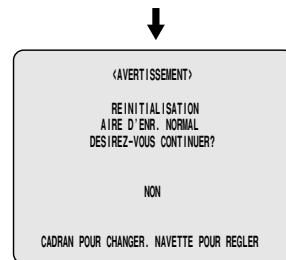 <AVERTISSEMENT>
REINITIALISATION
AIRE D'ENR. NORMAL
DESIREZ-VOUS CONTINUER?
NON
CADRAN POUR CHANGER. NAVETTE POUR REGLER